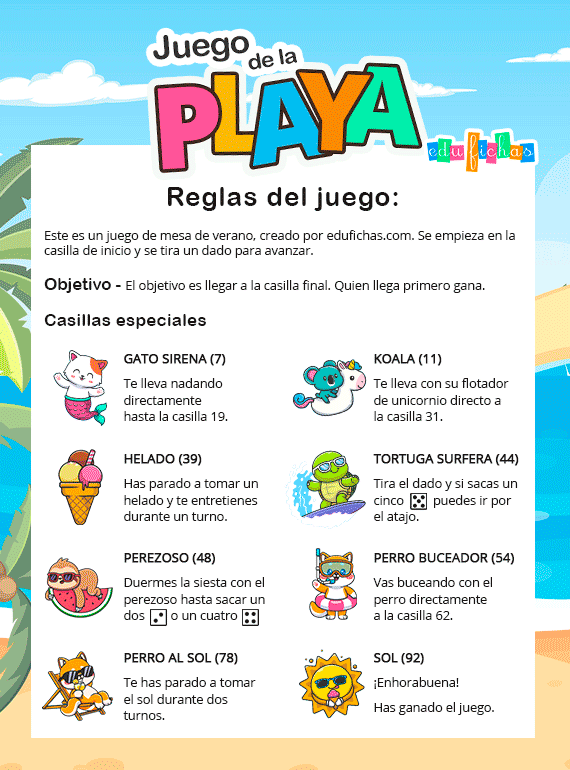 Juego de la
PLAYA
edufichas
Reglas del juego:
Este es un juego de mesa de verano, creado por edufichas.com. Se empieza en la
casilla de inicio y se tira un dado para avanzar.
Objetivo - El objetivo es llegar a la casilla final. Quien llega primero gana.
Casillas especiales
GATO SIRENA (7)
Te lleva nadando
directamente
hasta la casilla 19.
KOALA (11)
Te lleva con su flotador
de unicornio directo a
la casilla 31.
HELADO (39)
Has parado a tomar un
helado y te entretienes
durante un turno.
TORTUGA SURFERA (44)
Tira el dado y si sacas un
cinco puedes ir por
el atajo.
PEREZOSO (48)
Duermes la siesta con el
perezoso hasta sacar un
dos o un cuatro
PERRO BUCEADOR (54)
Vas buceando con el
perro directamente
a la casilla 62.
PERRO AL SOL (78)
Te has parado a tomar
el sol durante dos
turnos.
SOL (92)
¡Enhorabuena!
Has ganado el juego.